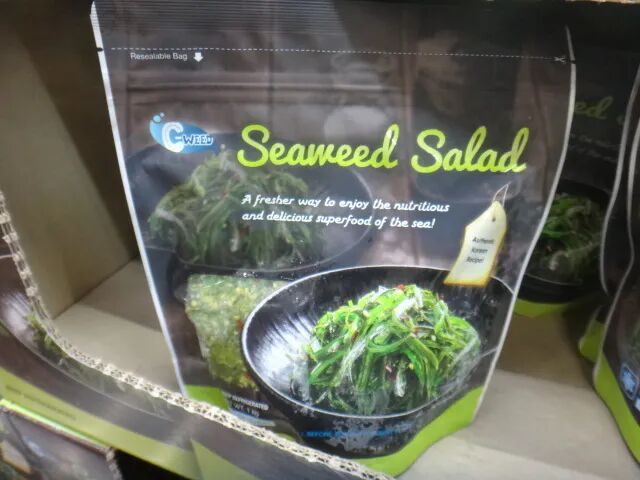 Resealable Bag
C-WEED
Seaweed Salad
A fresher way to enjoy the nutritious
and delicious superfood of the sea!
Authentic
Korean
Recipe!
REFRIGERATED